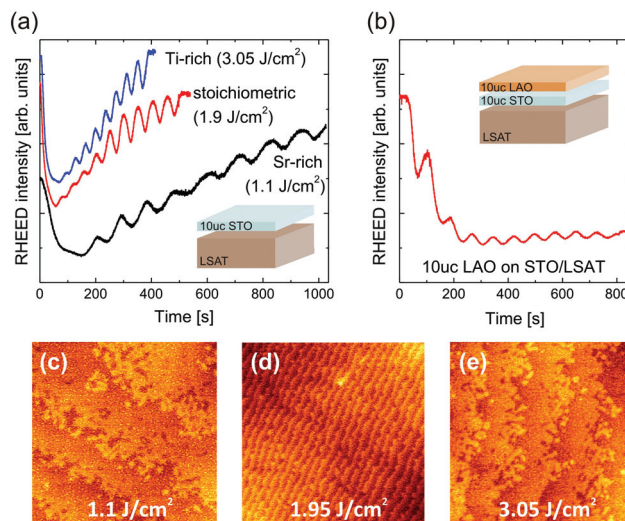 (a)
RHEED intensity [arb. units]
Ti-rich (3.05 J/cm²)
stoichiometric
(1.9 J/cm²)
Sr-rich
(1.1 J/cm²)
10uc STO
LSAT
0 200 400 600 800 1000
Time [s]
(b)
RHEED intensity [arb. units]
10uc LAO
10uc STO
LSAT
10uc LAO on STO/LSAT
0 200 400 600 800
Time [s]
(c)
1.1 J/cm²
(d)
1.95 J/cm²
(e)
3.05 J/cm²